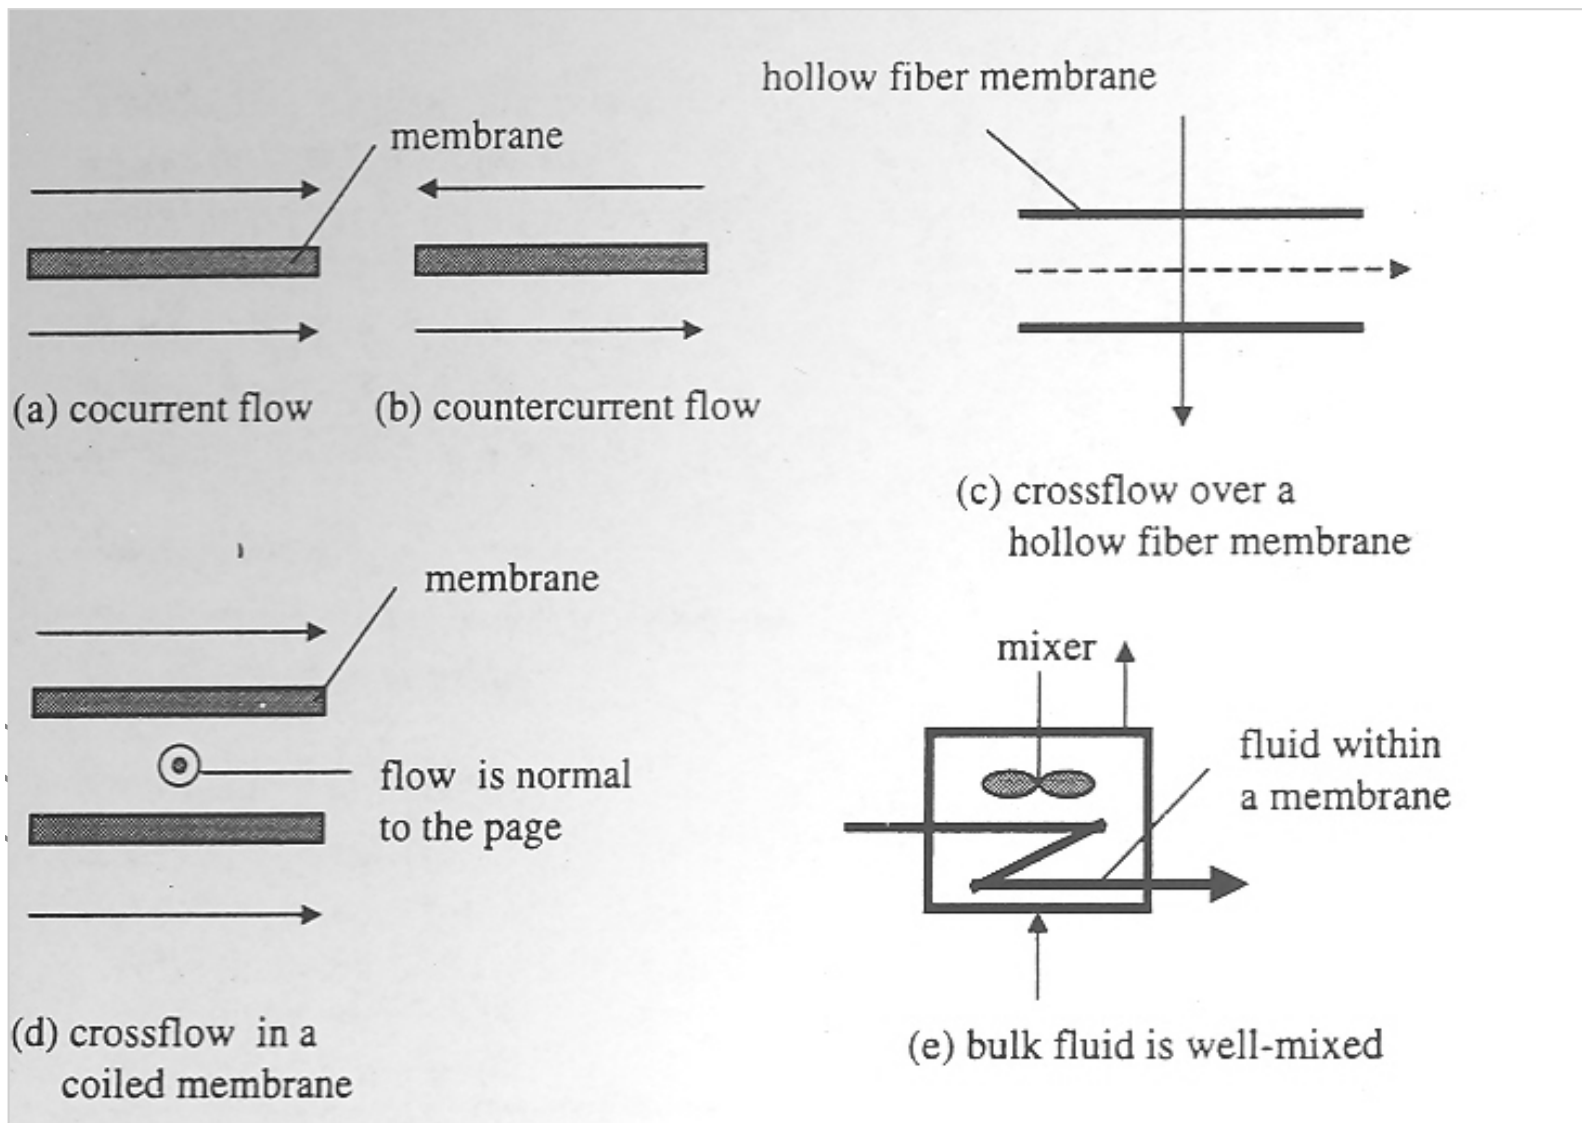 hollow fiber membrane
membrane
(a) cocurrent flow
(b) countercurrent flow
(c) crossflow over a
hollow fiber membrane
membrane
flow is normal
to the page
(d) crossflow in a
coiled membrane
mixer
fluid within
a membrane
(e) bulk fluid is well-mixed